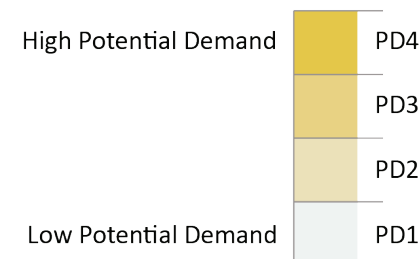 High Potential Demand PD4
PD3
PD2
Low Potential Demand PD1